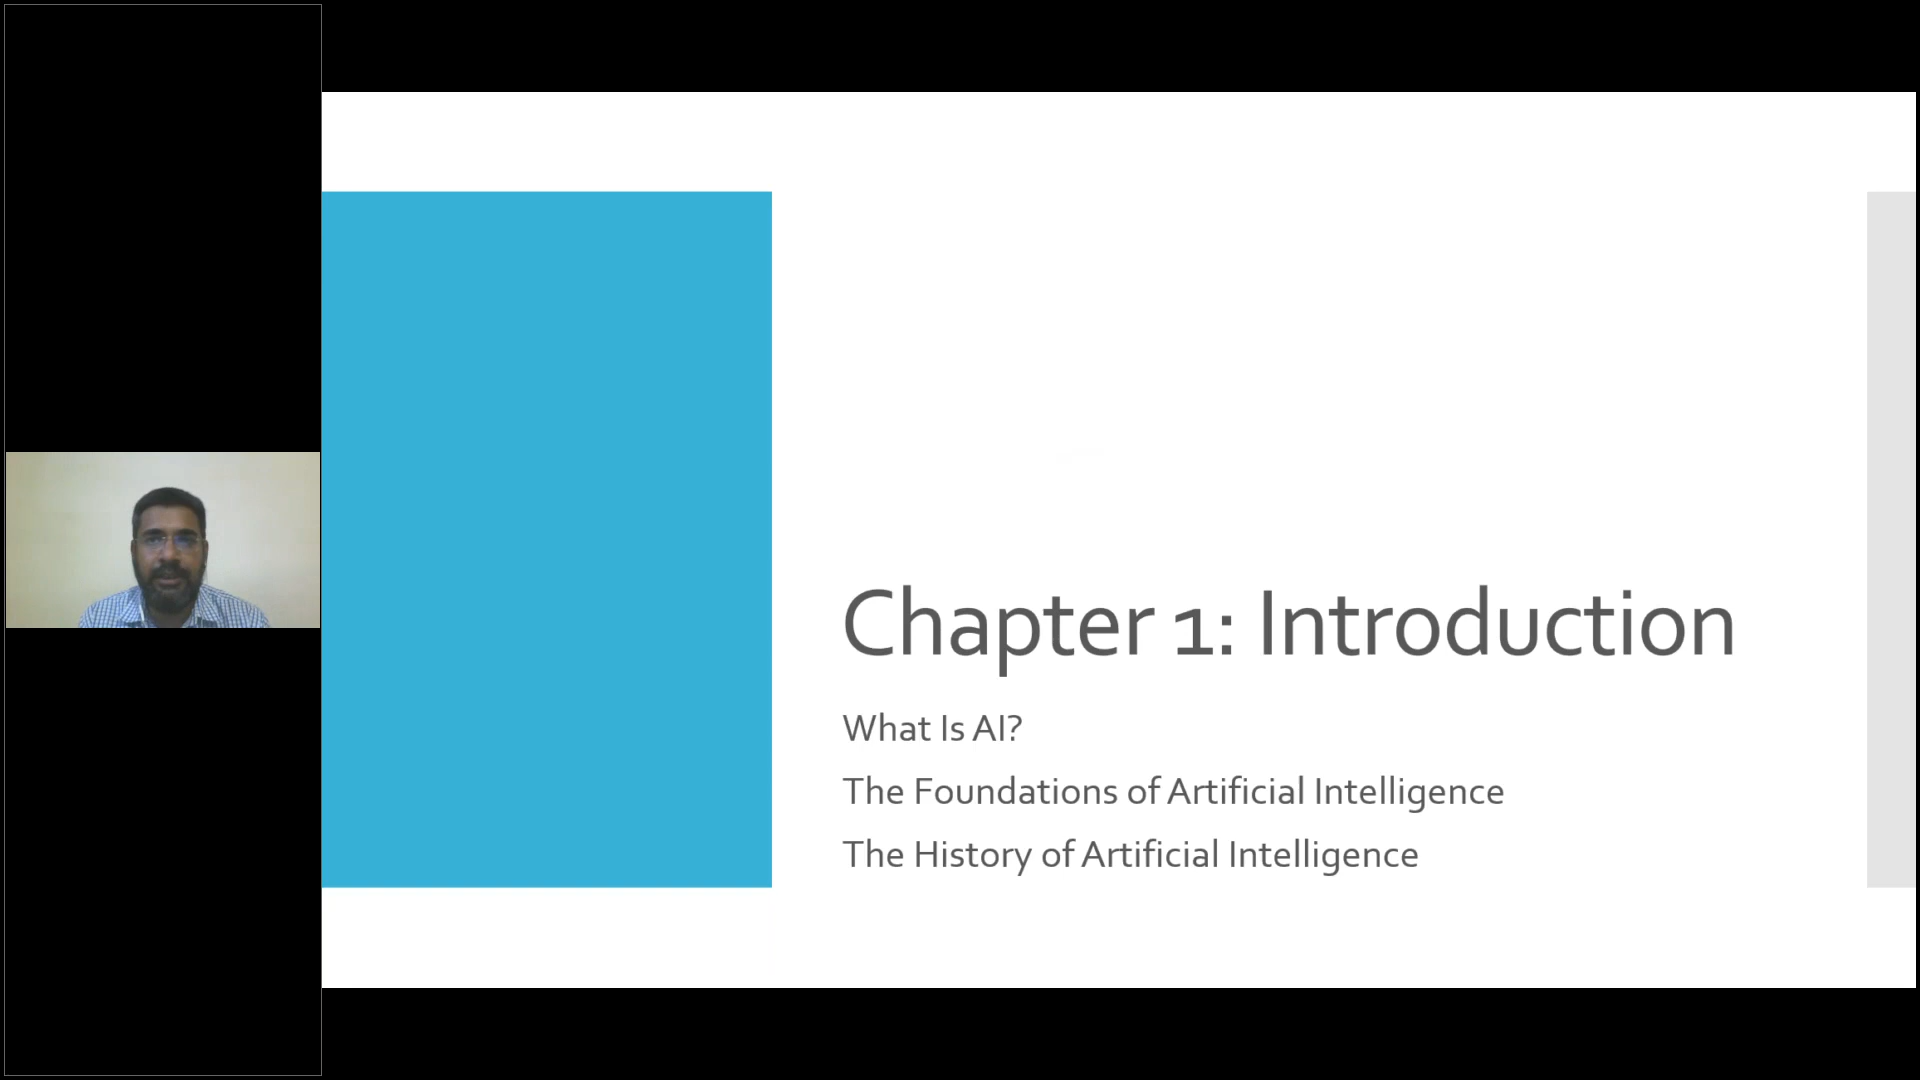 Chapter 1: Introduction
What Is AI?
The Foundations of Artificial Intelligence
The History of Artificial Intelligence